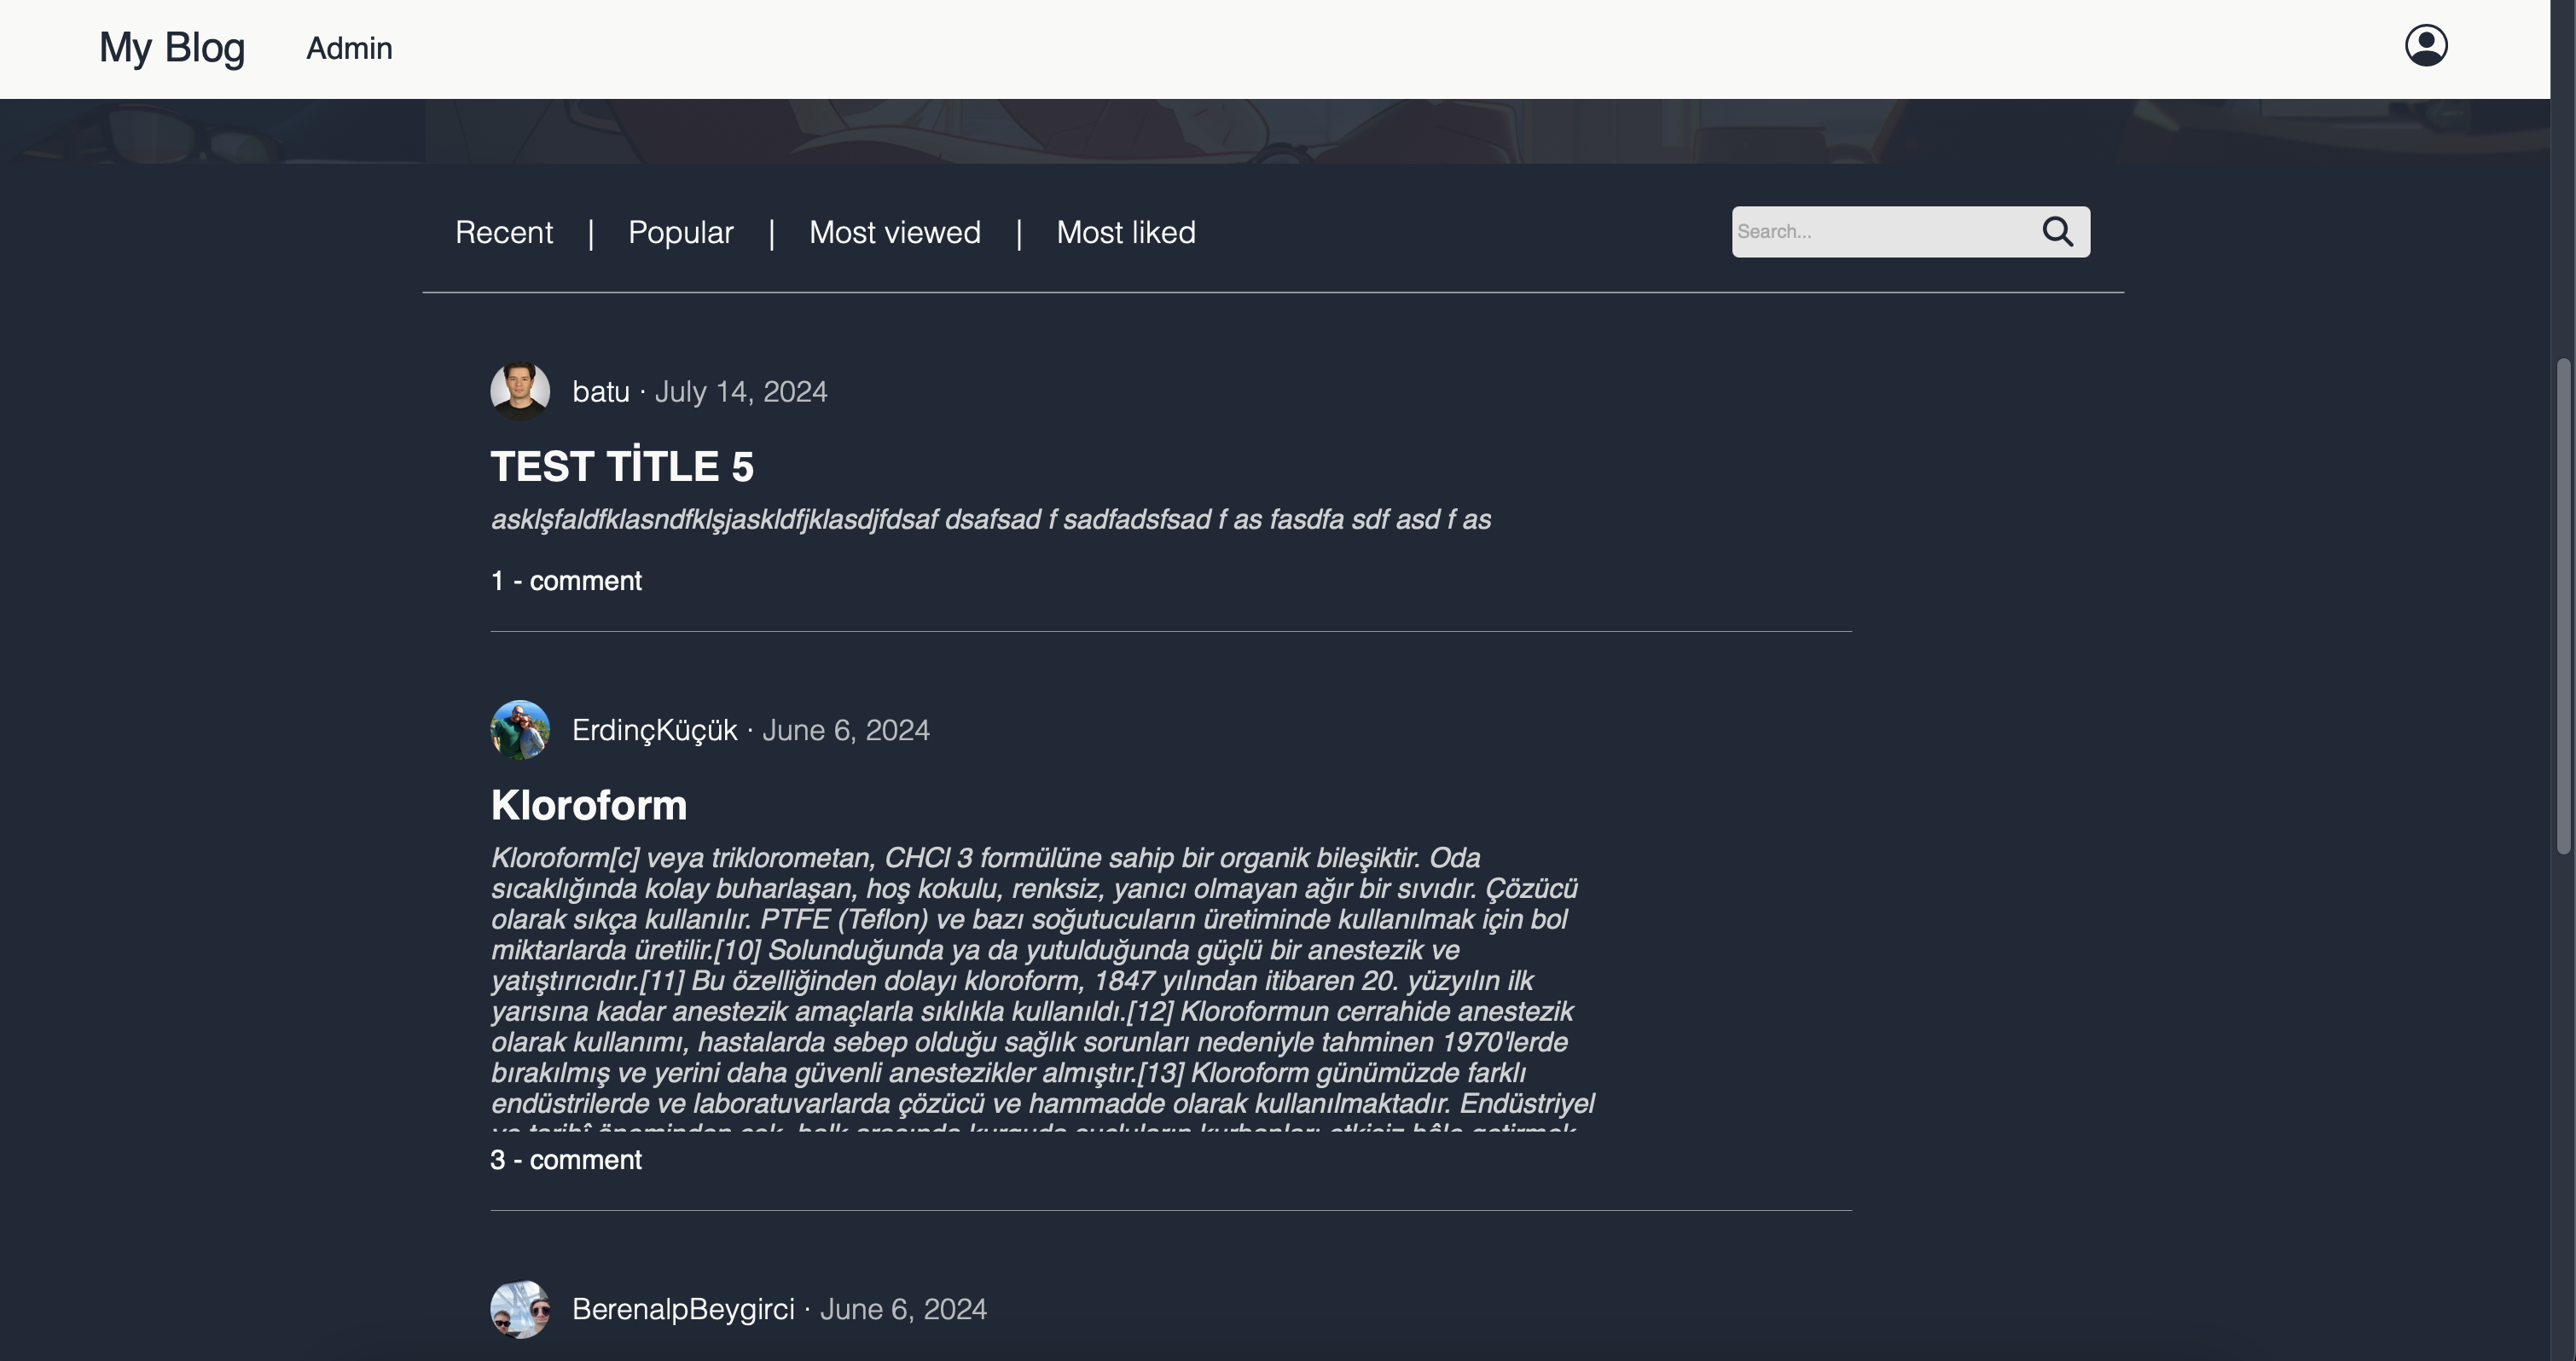 My Blog Admin
Recent | Popular | Most viewed | Most liked
Search...
batu · July 14, 2024
TEST TİTLE 5
asklşfaldfklasndfklşjaskldfjklasdjfdsaf dsafsad f sadfadsfsad f as fasdfa sdf asd f as
1 - comment
ErdinçKüçük · June 6, 2024
Kloroform
Kloroform[c] veya triklorometan, CHCl 3 formülüne sahip bir organik bileşiktir. Oda
sıcaklığında kolay buharlaşan, hoş kokulu, renksiz, yanıcı olmayan ağır bir sıvıdır. Çözücü
olarak sıkça kullanılır. PTFE (Teflon) ve bazı soğutucuların üretiminde kullanılmak için bol
miktarlarda üretilir.[10] Solunduğunda ya da yutulduğunda güçlü bir anestezik ve
yatıştırıcıdır.[11] Bu özelliğinden dolayı kloroform, 1847 yılından itibaren 20. yüzyılın ilk
yarısına kadar anestezik amaçlarla sıklıkla kullanıldı.[12] Kloroformun cerrahide anestezik
olarak kullanımı, hastalarda sebep olduğu sağlık sorunları nedeniyle tahminen 1970'lerde
bırakılmış ve yerini daha güvenli anestezikler almıştır.[13] Kloroform günümüzde farklı
endüstrilerde ve laboratuvarlarda çözücü ve hammadde olarak kullanılmaktadır. Endüstriyel
3 - comment
BerenalpBeygirci · June 6, 2024